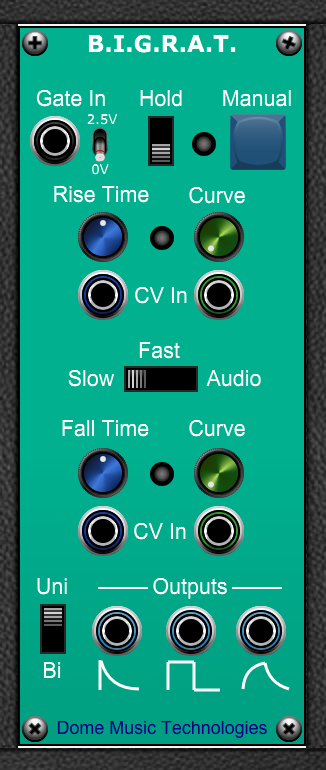 B.I.G.R.A.T.
Gate In
Hold
Manual
2.5V
0V
Rise Time
Curve
CV In
Fast
Slow
Audio
Fall Time
Curve
CV In
Uni
Outputs
Bi
Dome Music Technologies